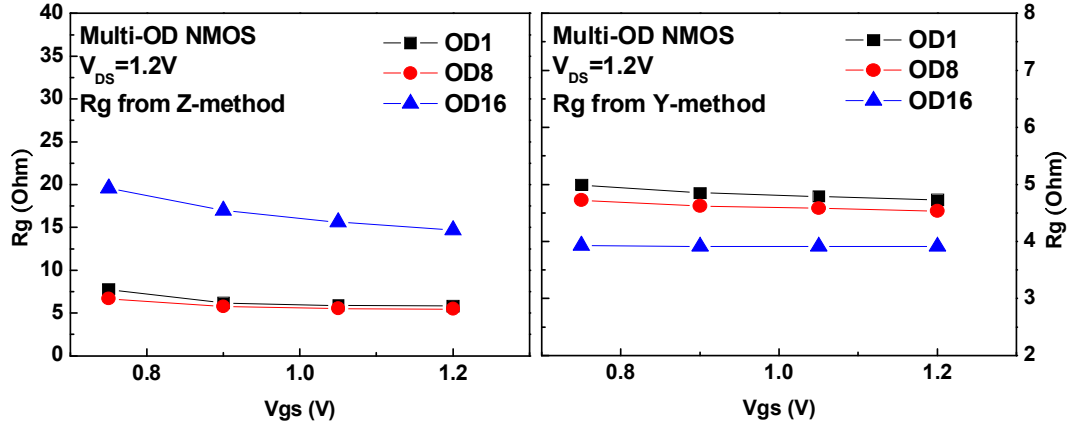 40
35
30
25
20
15
10
5
0
Rg (Ohm)
Multi-OD NMOS
V_DS=1.2V
Rg from Z-method
OD1
OD8
OD16
0.8
1.0
1.2
Vgs (V)
Multi-OD NMOS
V_DS=1.2V
Rg from Y-method
OD1
OD8
OD16
0.8
1.0
1.2
Vgs (V)
8
7
6
5
4
3
2
Rg (Ohm)